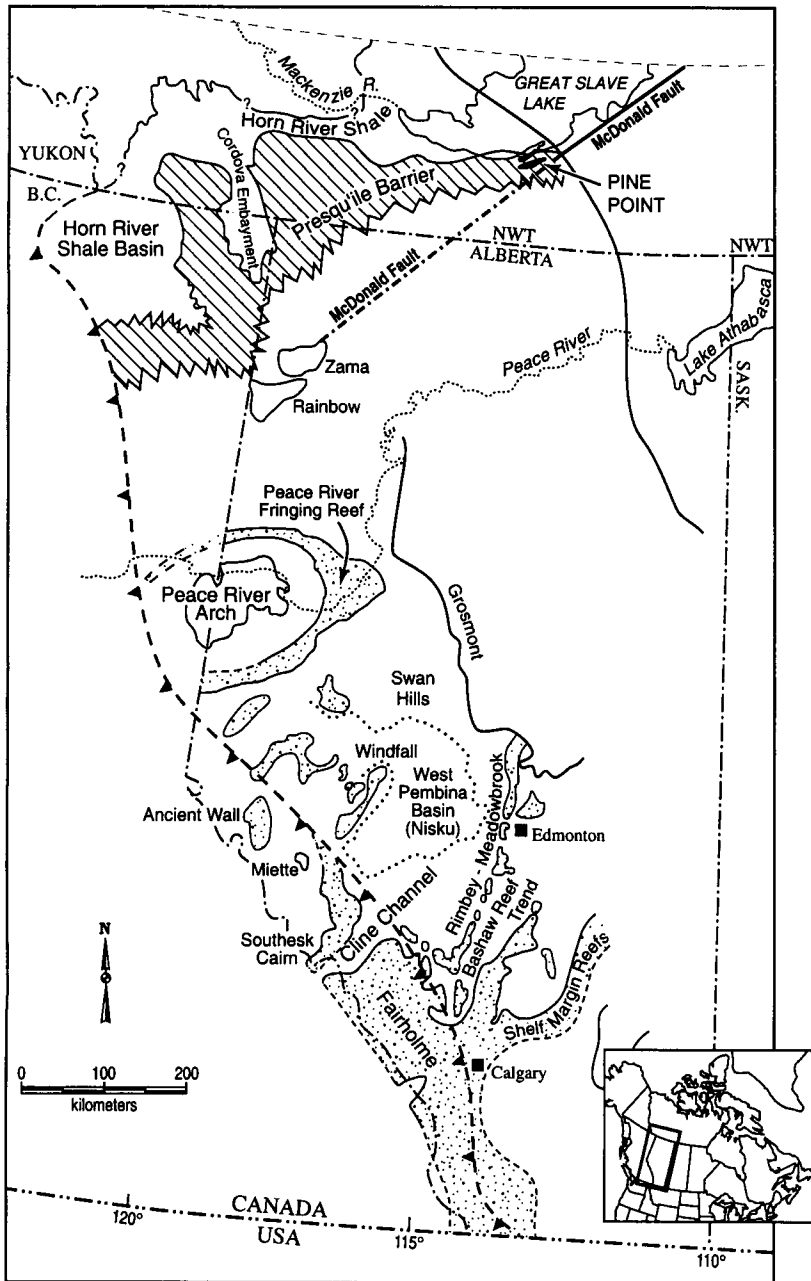 Mackenzie R.
GREAT SLAVE
LAKE
McDonald Fault
Horn River Shale
YUKON
B.C.
Cordova Embayment
Presqu'ile Barrier
PINE
POINT
Horn River
Shale Basin
NWT
ALBERTA
NWT
McDonald Fault
Lake Athabasca
Peace River
SASK.
Zama
Rainbow
Peace River
Fringing Reef
Peace River
Arch
Grosmont
Swan
Hills
Windfall
West
Pembina
Basin
(Nisku)
Rimbey - Meadowbrook
Edmonton
Ancient Wall
Miette
Bashaw Reef
Trend
Cline Channel
Southesk
Cairn
N
Shelf Margin Reefs
Fairholme
Calgary
0 100 200
kilometers
CANADA
USA
120°
115°
110°